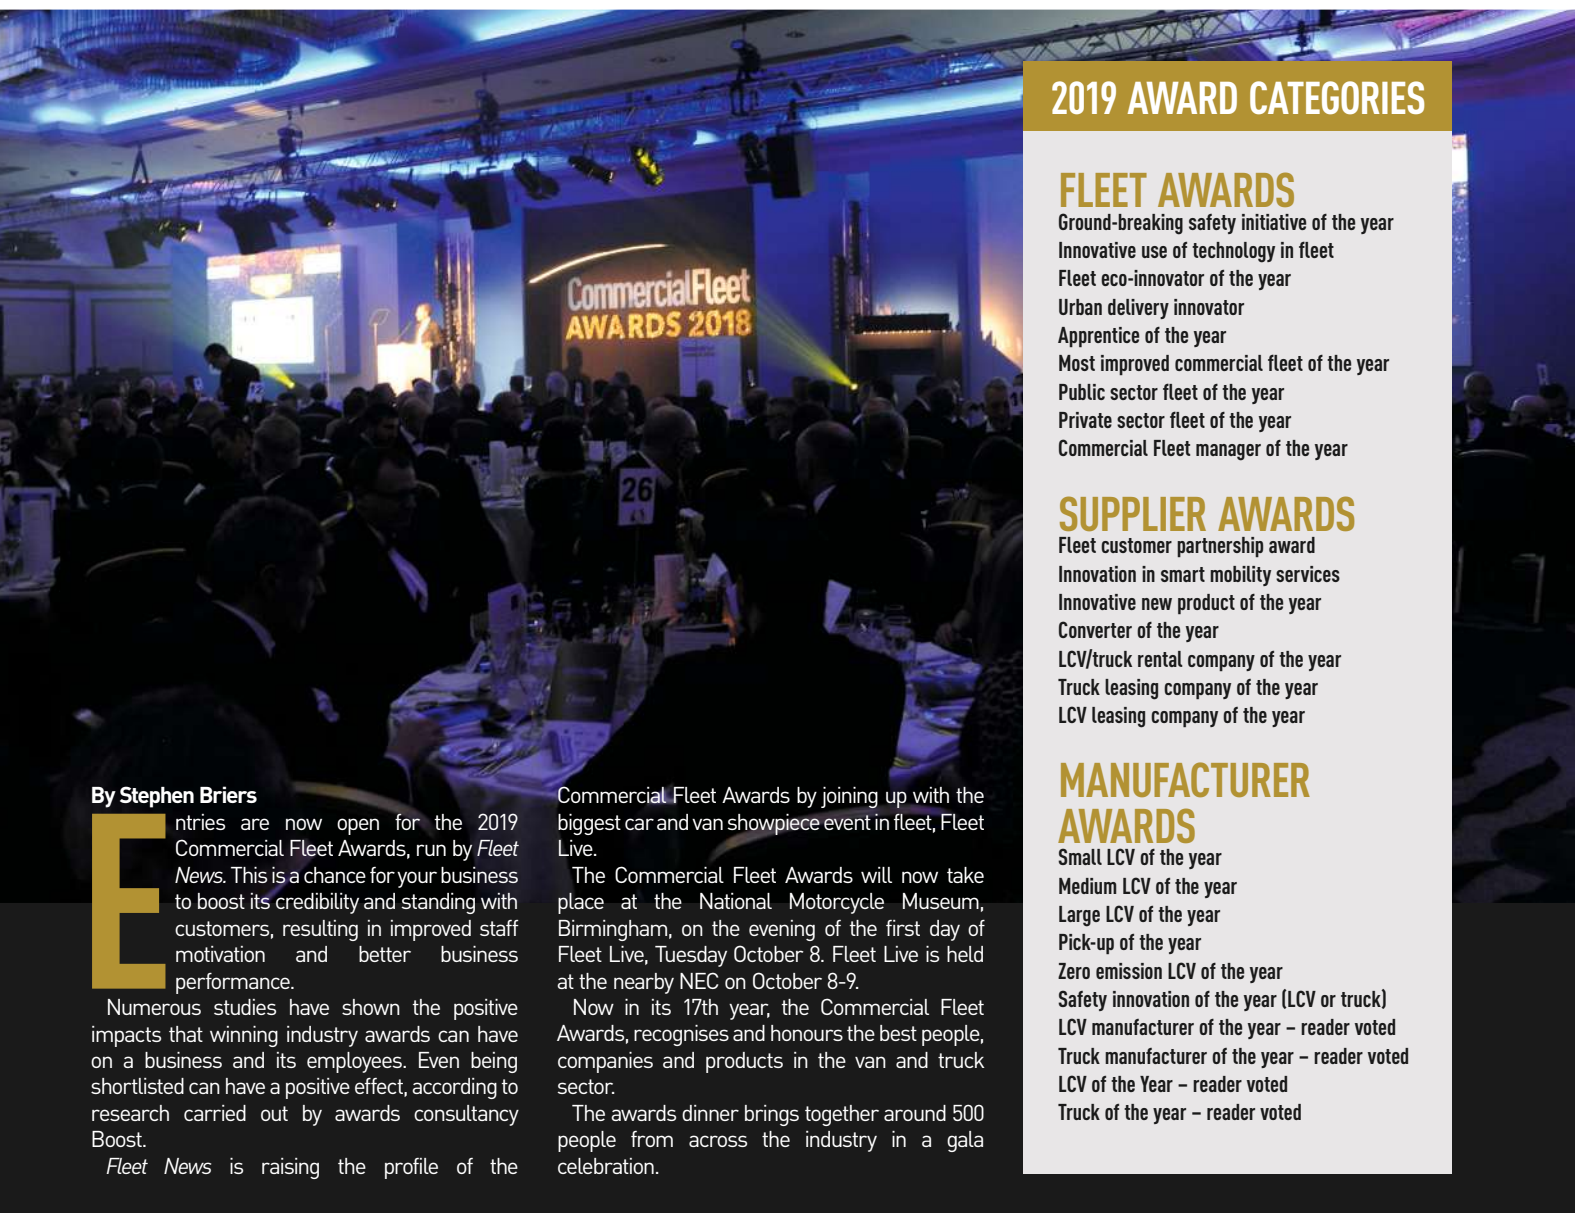 CommercialFleet
AWARDS 2018
12
26
By Stephen Briers
Entries are now open for the 2019
Commercial Fleet Awards, run by Fleet
News. This is a chance for your business
to boost its credibility and standing with
customers, resulting in improved staff
motivation and better business
performance.
Numerous studies have shown the positive
impacts that winning industry awards can have
on a business and its employees. Even being
shortlisted can have a positive effect, according to
research carried out by awards consultancy
Boost.
Fleet News is raising the profile of the
Commercial Fleet Awards by joining up with the
biggest car and van showpiece event in fleet, Fleet
Live.
The Commercial Fleet Awards will now take
place at the National Motorcycle Museum,
Birmingham, on the evening of the first day of
Fleet Live, Tuesday October 8. Fleet Live is held
at the nearby NEC on October 8-9.
Now in its 17th year, the Commercial Fleet
Awards, recognises and honours the best people,
companies and products in the van and truck
sector.
The awards dinner brings together around 500
people from across the industry in a gala
celebration.
2019 AWARD CATEGORIES
FLEET AWARDS
Ground-breaking safety initiative of the year
Innovative use of technology in fleet
Fleet eco-innovator of the year
Urban delivery innovator
Apprentice of the year
Most improved commercial fleet of the year
Public sector fleet of the year
Private sector fleet of the year
Commercial Fleet manager of the year
SUPPLIER AWARDS
Fleet customer partnership award
Innovation in smart mobility services
Innovative new product of the year
Converter of the year
LCV/truck rental company of the year
Truck leasing company of the year
LCV leasing company of the year
MANUFACTURER
AWARDS
Small LCV of the year
Medium LCV of the year
Large LCV of the year
Pick-up of the year
Zero emission LCV of the year
Safety innovation of the year (LCV or truck)
LCV manufacturer of the year – reader voted
Truck manufacturer of the year – reader voted
LCV of the Year – reader voted
Truck of the year – reader voted